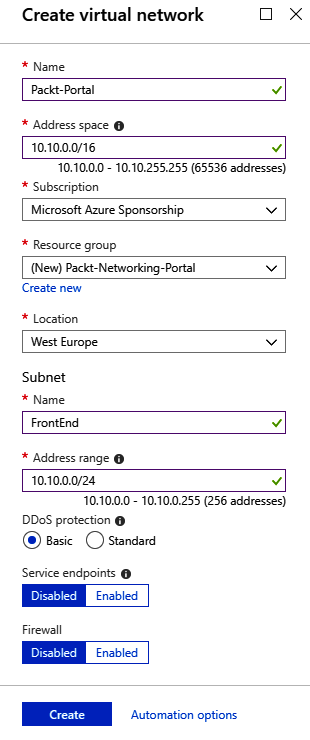 Create virtual network
* Name
Packt-Portal
* Address space
10.10.0.0/16
10.10.0.0 - 10.10.255.255 (65536 addresses)
* Subscription
Microsoft Azure Sponsorship
* Resource group
(New) Packt-Networking-Portal
Create new
* Location
West Europe
Subnet
* Name
FrontEnd
* Address range
10.10.0.0/24
10.10.0.0 - 10.10.0.255 (256 addresses)
DDoS protection
Basic Standard
Service endpoints
Disabled Enabled
Firewall
Disabled Enabled
Create Automation options